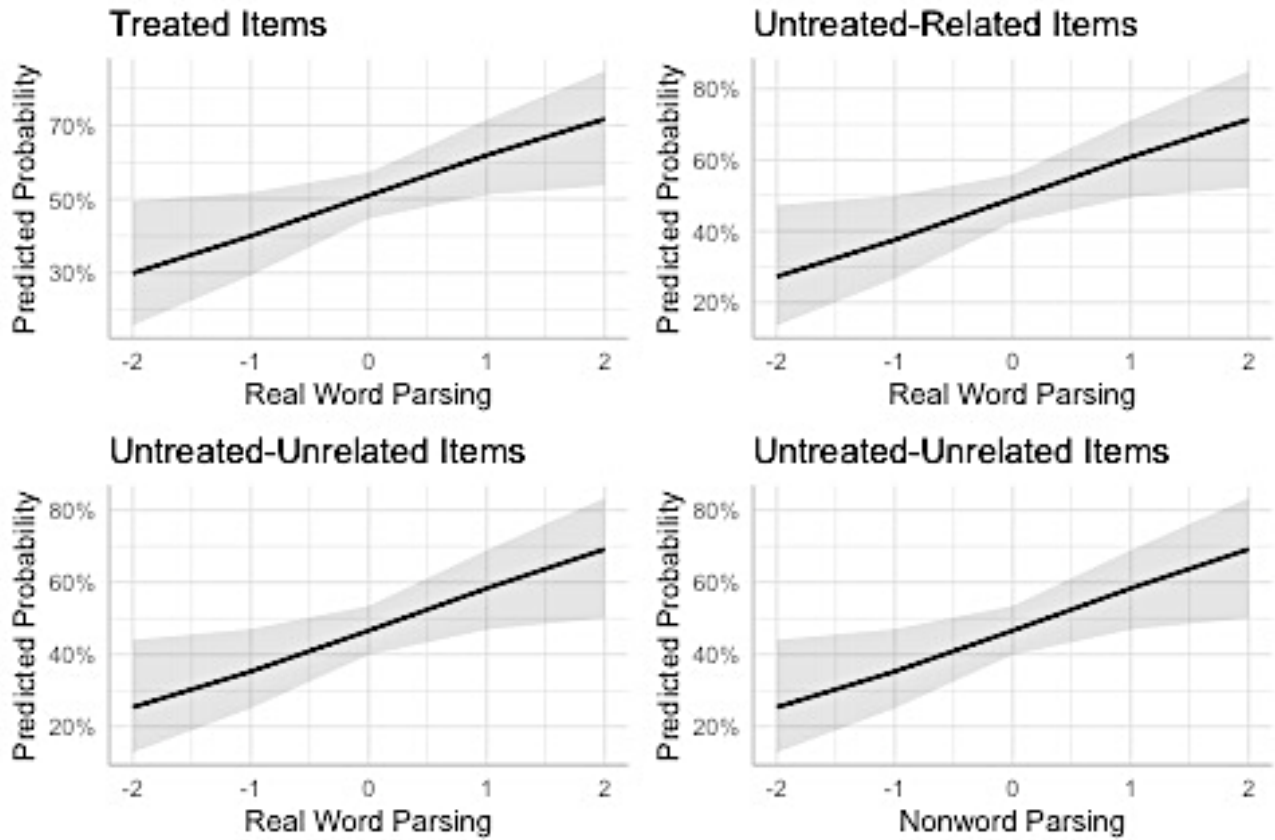 Treated Items
Predicted Probability
70%
50%
30%
-2 -1 0 1 2
Real Word Parsing
Untreated-Related Items
Predicted Probability
80%
60%
40%
20%
-2 -1 0 1 2
Real Word Parsing
Untreated-Unrelated Items
Predicted Probability
80%
60%
40%
20%
-2 -1 0 1 2
Real Word Parsing
Untreated-Unrelated Items
Predicted Probability
80%
60%
40%
20%
-2 -1 0 1 2
Nonword Parsing